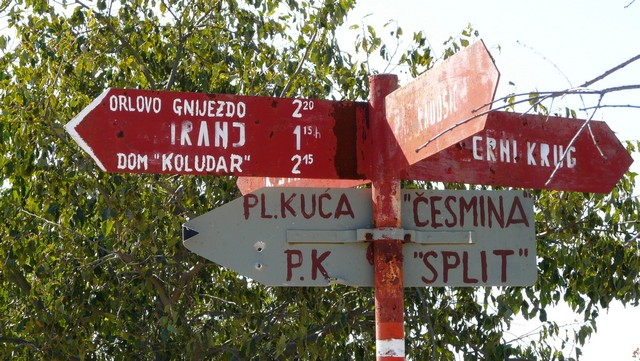 ORLOVO GNIJEZDO 2²⁰
IRANJ 1¹⁵ʰ
DOM "KOLUDAR" 2¹⁵
CRNI KRUG
PL.KUĆA "ČESMINA"
P.K "SPLIT"